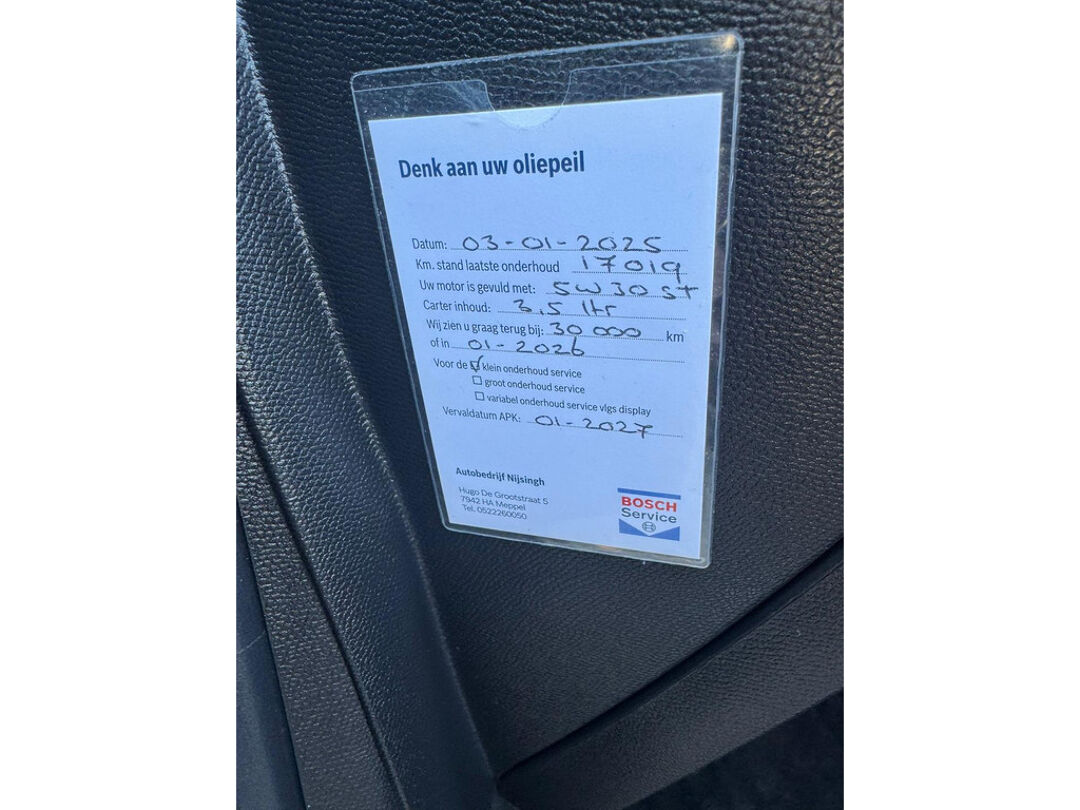 Denk aan uw oliepeil
Datum: 03-01-2025
Km. stand laatste onderhoud 17019
Uw motor is gevuld met: 5W30 St
Carter inhoud: 3,5 ltr
Wij zien u graag terug bij: 30 000 km
of in 01-2026
Voor de klein onderhoud service
groot onderhoud service
variabel onderhoud service vlgs display
Vervaldatum APK: 01-2027
Autobedrijf Nijsingh
Hugo De Grootstraat 5
7942 HA Meppel
Tel. 0522260050
BOSCH
Service